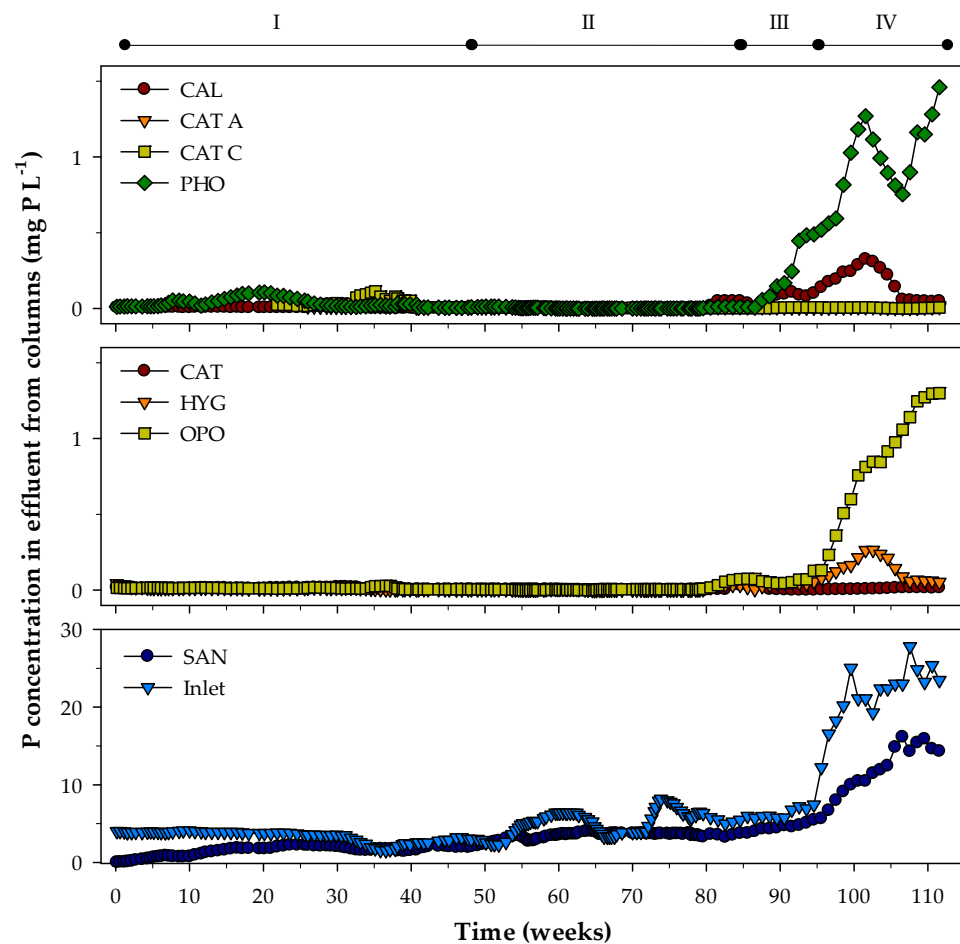 I II III IV
CAL
CAT A
CAT C
PHO
1
0
CAT
HYG
OPO
1
0
P concentration in effluent from columns (mg P L⁻¹)
SAN
Inlet
30
20
10
0
0 10 20 30 40 50 60 70 80 90 100 110
Time (weeks)